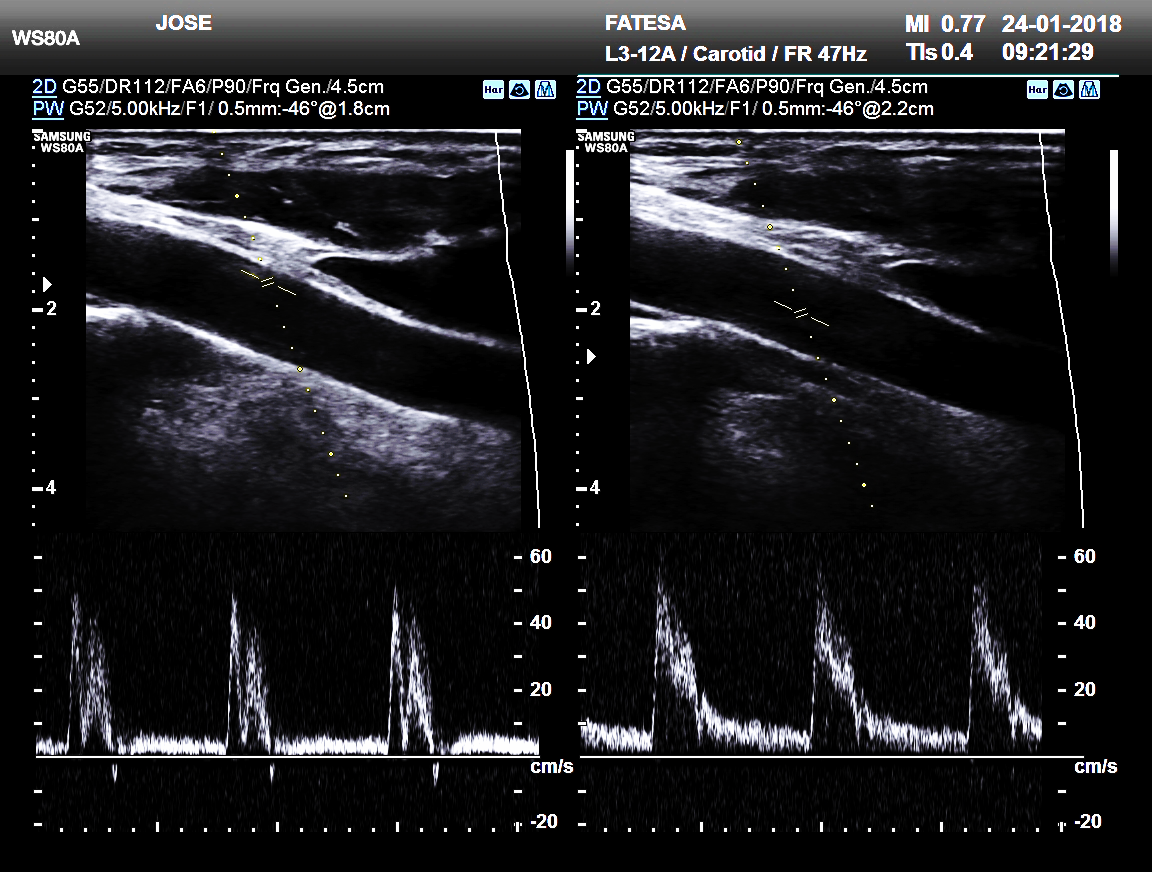 WS80A
JOSE
FATESA
MI 0.77 24-01-2018
L3-12A / Carotid / FR 47Hz
TIs 0.4 09:21:29
2D G55/DR112/FA6/P90/Frq Gen./4.5cm
PW G52/5.00kHz/F1/ 0.5mm:-46°@1.8cm
Har
2D G55/DR112/FA6/P90/Frq Gen./4.5cm
PW G52/5.00kHz/F1/ 0.5mm:-46°@2.2cm
Har
SAMSUNG
WS80A
2
4
SAMSUNG
WS80A
2
4
60
40
20
cm/s
-20
60
40
20
cm/s
-20